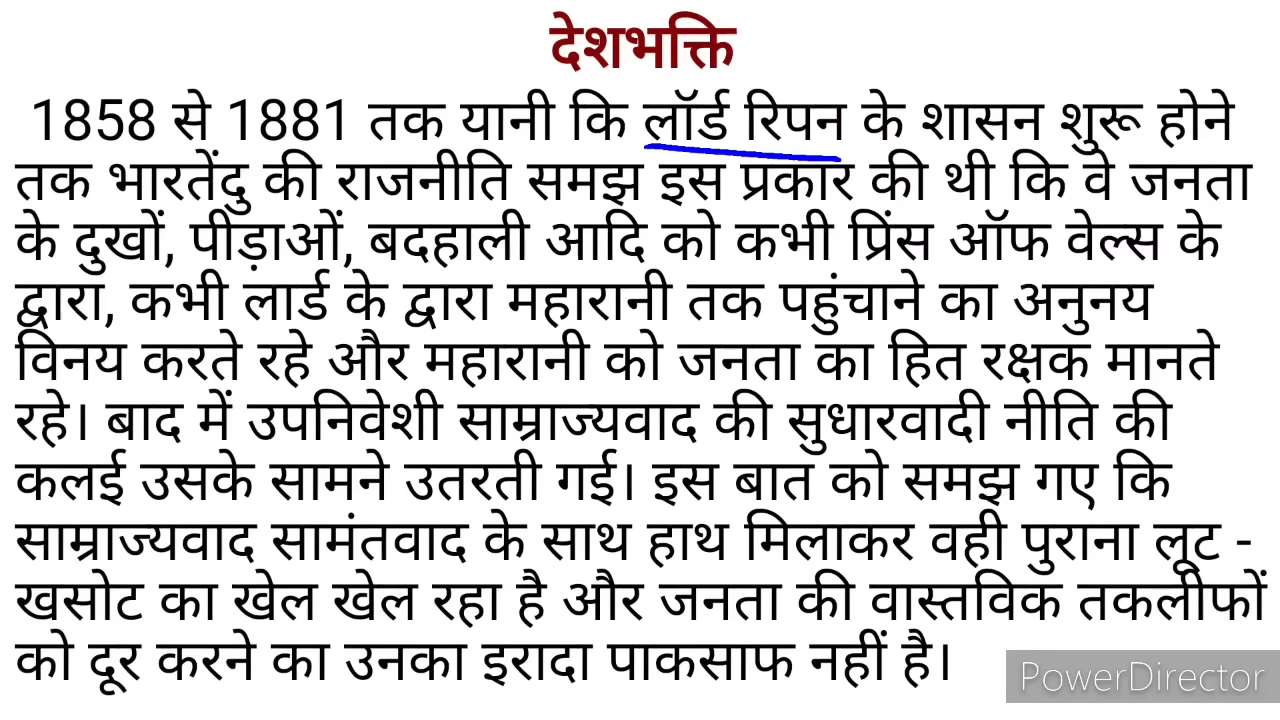 देशभक्ति
1858 से 1881 तक यानी कि लॉर्ड रिपन के शासन शुरू होने
तक भारतेंदु की राजनीति समझ इस प्रकार की थी कि वे जनता
के दुखों, पीड़ाओं, बदहाली आदि को कभी प्रिंस ऑफ वेल्स के
द्वारा, कभी लार्ड के द्वारा महारानी तक पहुंचाने का अनुनय
विनय करते रहे और महारानी को जनता का हित रक्षक मानते
रहे। बाद में उपनिवेशी साम्राज्यवाद की सुधारवादी नीति की
कलई उसके सामने उतरती गई। इस बात को समझ गए कि
साम्राज्यवाद सामंतवाद के साथ हाथ मिलाकर वही पुराना लूट -
खसोट का खेल खेल रहा है और जनता की वास्तविक तकलीफों
को दूर करने का उनका इरादा पाकसाफ नहीं है।
PowerDirector